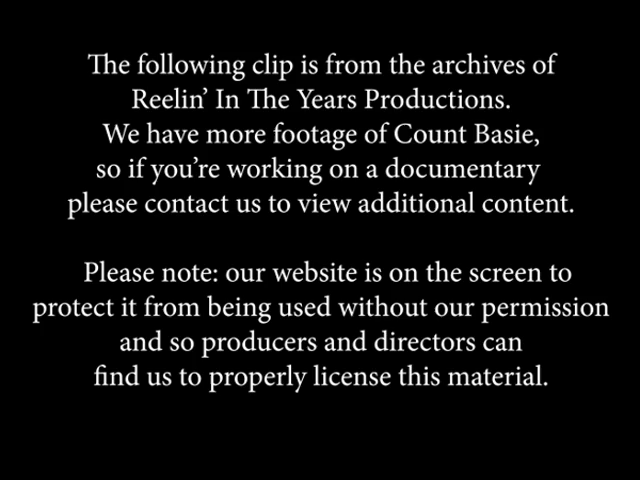 The following clip is from the archives of
Reelin’ In The Years Productions.
We have more footage of Count Basie,
so if you’re working on a documentary
please contact us to view additional content.
Please note: our website is on the screen to
protect it from being used without our permission
and so producers and directors can
find us to properly license this material.